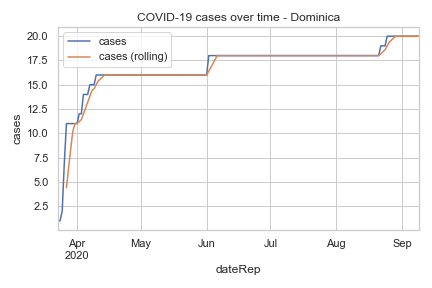 COVID-19 cases over time - Dominica
cases
cases (rolling)
20.0
17.5
15.0
12.5
10.0
7.5
5.0
2.5
cases
Apr
2020
May
Jun
Jul
Aug
Sep
dateRep